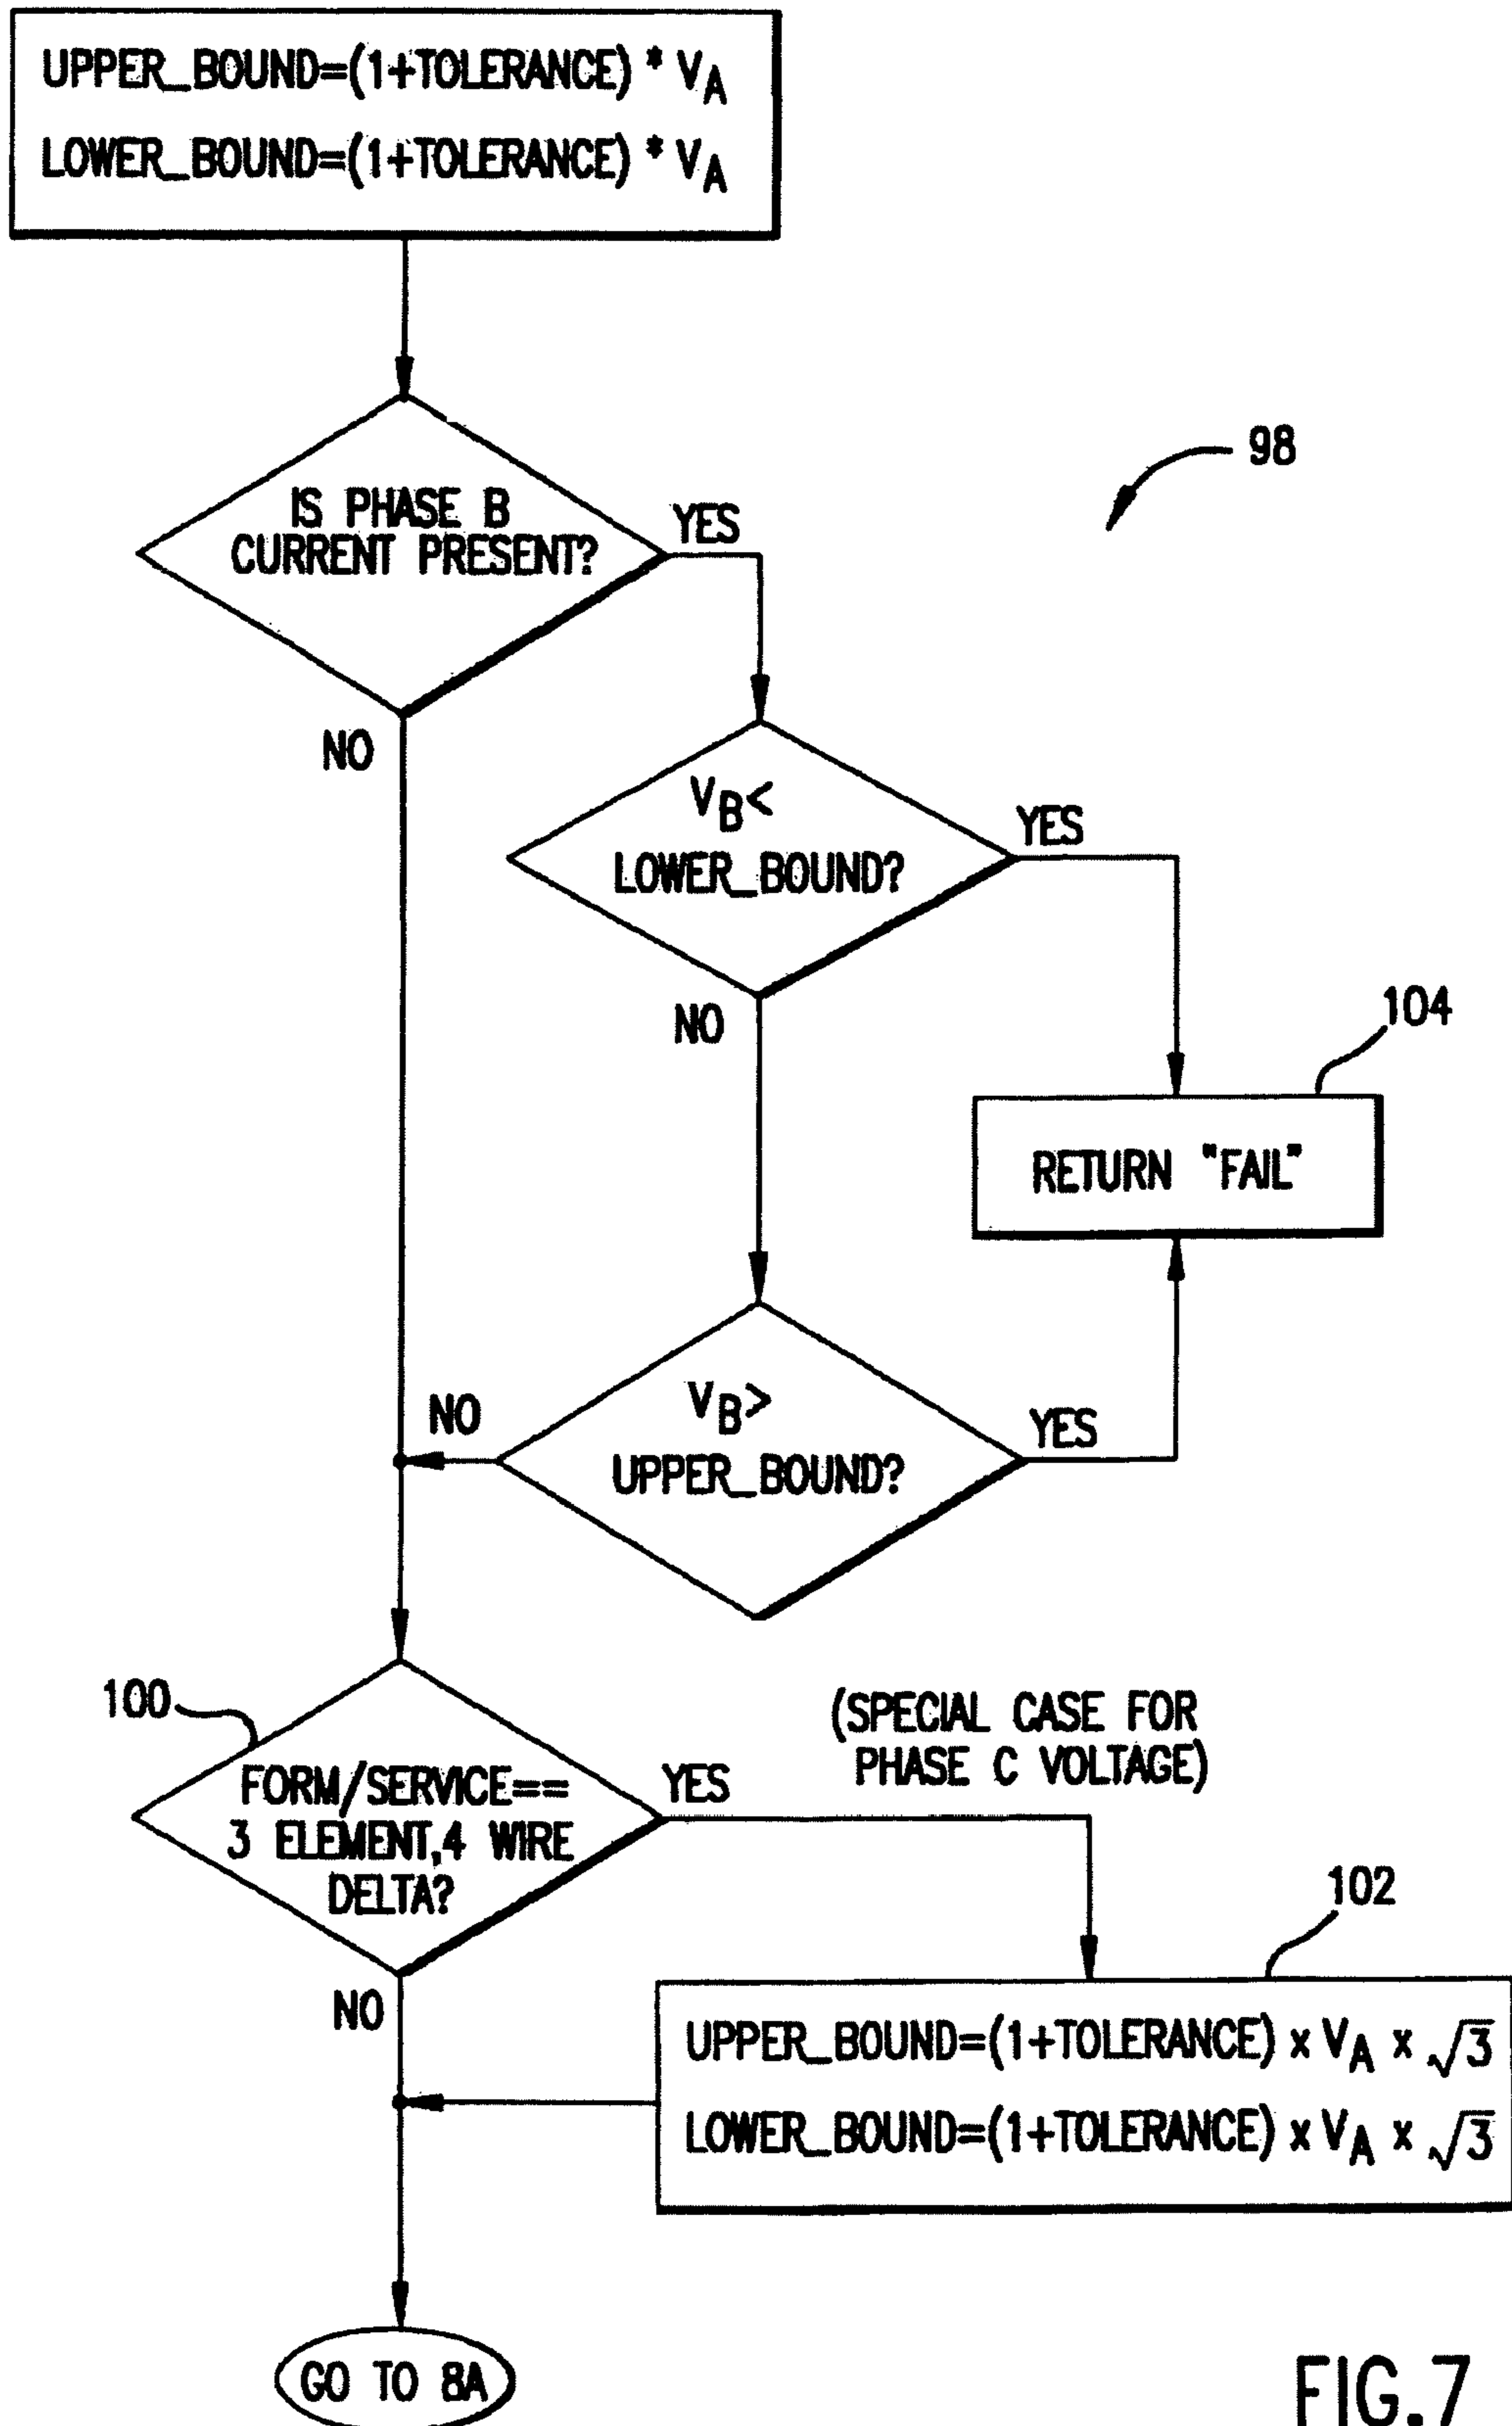 UPPER_BOUND=(1+TOLERANCE) * VA
LOWER_BOUND=(1+TOLERANCE) * VA
98
IS PHASE B
CURRENT PRESENT?
YES
NO
VB<
LOWER_BOUND?
YES
NO
104
RETURN "FAIL"
VB>
UPPER_BOUND?
NO
YES
100
FORM/SERVICE==
3 ELEMENT,4 WIRE
DELTA?
YES
(SPECIAL CASE FOR
PHASE C VOLTAGE)
NO
102
UPPER_BOUND=(1+TOLERANCE) x VA x √3
LOWER_BOUND=(1+TOLERANCE) x VA x √3
GO TO 8A
FIG.7